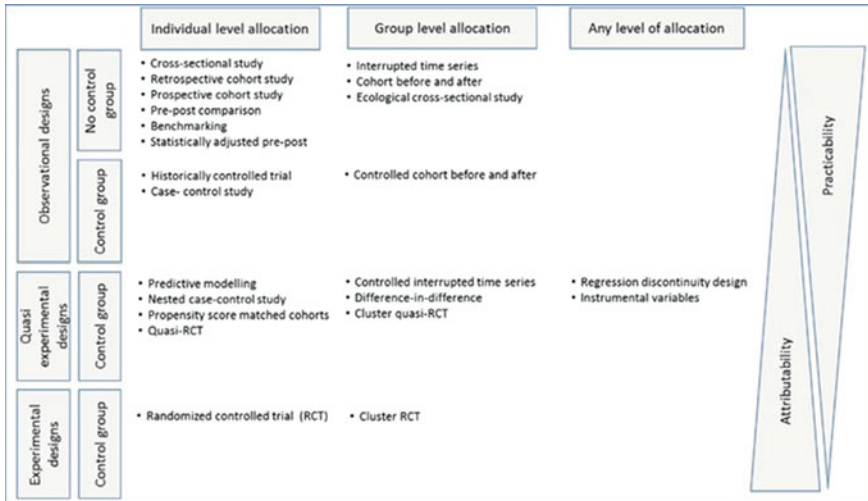 Individual level allocation
Group level allocation
Any level of allocation
Observational designs
No control
group
• Cross-sectional study
• Retrospective cohort study
• Prospective cohort study
• Pre-post comparison
• Benchmarking
• Statistically adjusted pre-post
• Interrupted time series
• Cohort before and after
• Ecological cross-sectional study
Control group
• Historically controlled trial
• Case- control study
• Controlled cohort before and after
Quasi
experimental
designs
Control group
• Predictive modelling
• Nested case-control study
• Propensity score matched cohorts
• Quasi-RCT
• Controlled interrupted time series
• Difference-in-difference
• Cluster quasi-RCT
• Regression discontinuity design
• Instrumental variables
Experimental
designs
Control group
• Randomized controlled trial (RCT)
• Cluster RCT
Practicability
Attributability